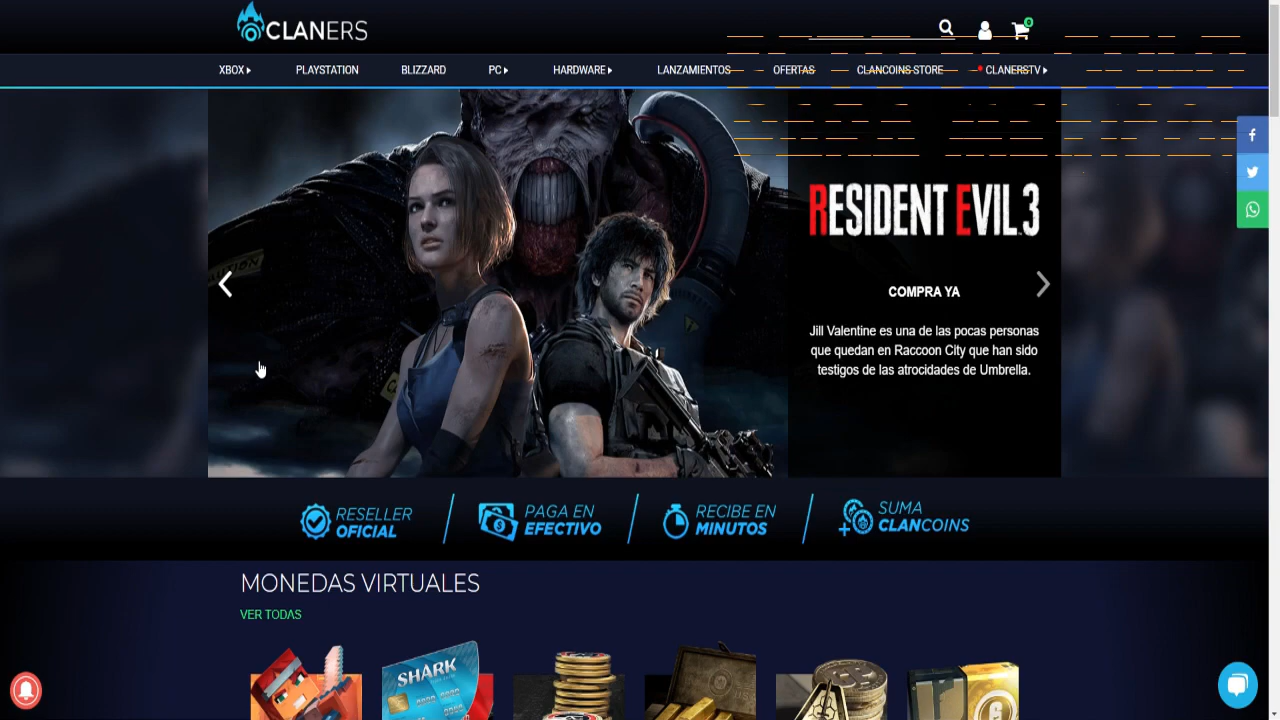 CLANERS
0
XBOX
PLAYSTATION
BLIZZARD
PC
HARDWARE
LANZAMIENTOS
OFERTAS
CLANCOINS STORE
CLANERSTV
RESIDENT EVIL 3
COMPRA YA
Jill Valentine es una de las pocas personas
que quedan en Raccoon City que han sido
testigos de las atrocidades de Umbrella.
RESELLER
OFICIAL
PAGA EN
EFECTIVO
RECIBE EN
MINUTOS
SUMA
CLANCOINS
MONEDAS VIRTUALES
VER TODAS
SHARK